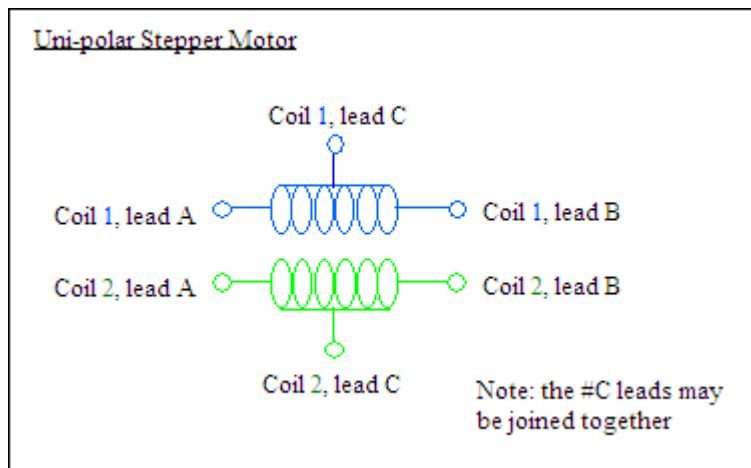 Uni-polar Stepper Motor
Coil 1, lead C
Coil 1, lead A
Coil 1, lead B
Coil 2, lead A
Coil 2, lead B
Coil 2, lead C
Note: the #C leads may
be joined together